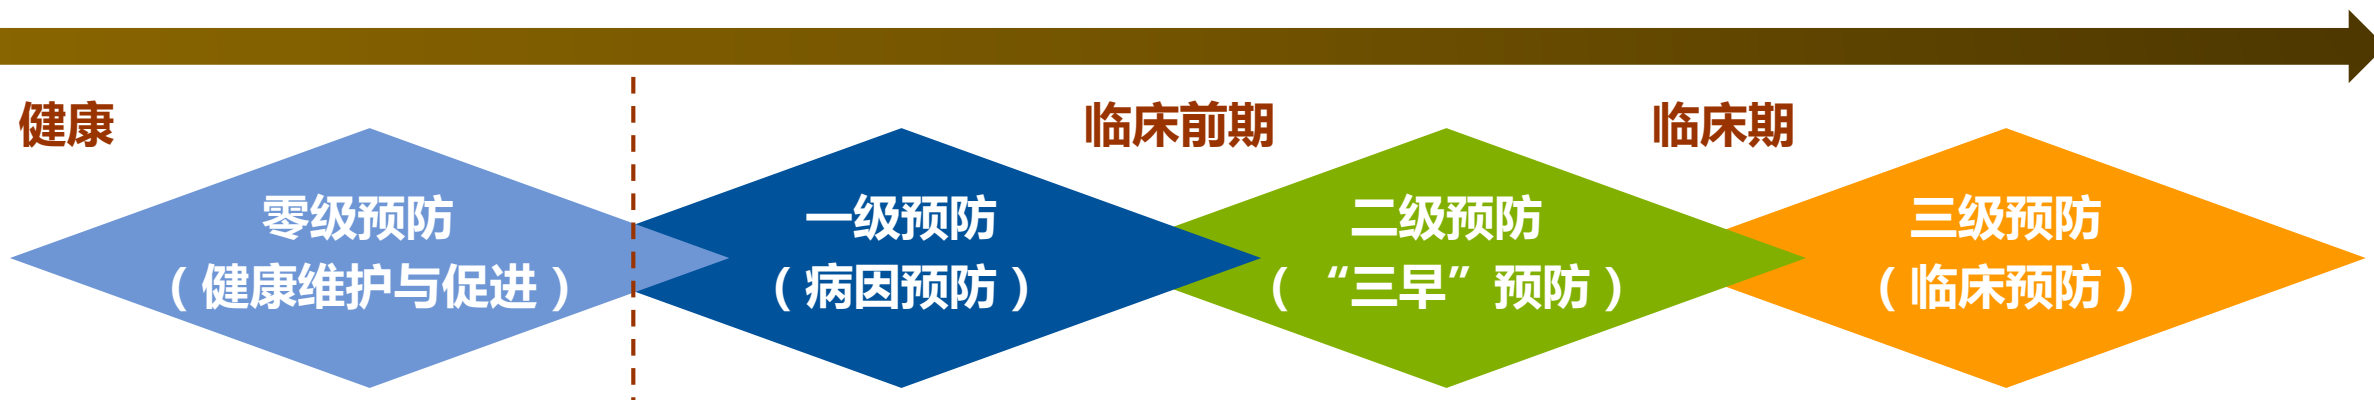 健康
临床前期
临床期
零级预防
（健康维护与促进）
一级预防
（病因预防）
二级预防
（“三早”预防）
三级预防
（临床预防）